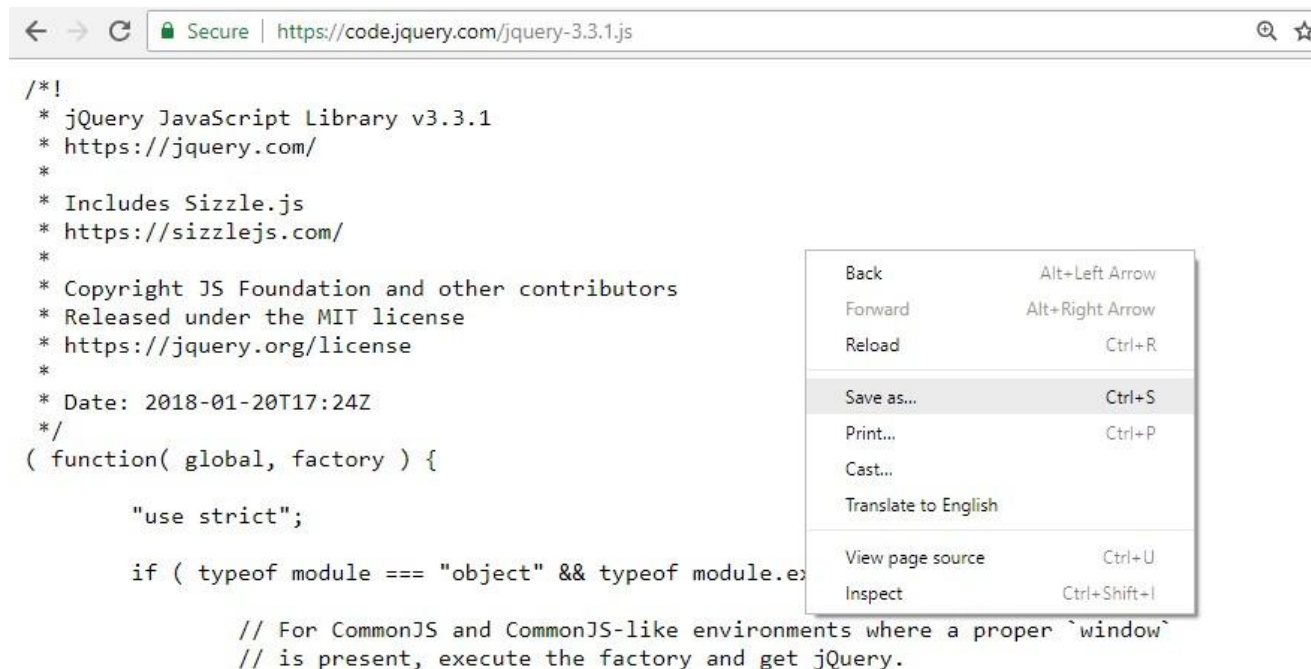 Secure | https://code.jquery.com/jquery-3.3.1.js
/*!
 * jQuery JavaScript Library v3.3.1
 * https://jquery.com/
 *
 * Includes Sizzle.js
 * https://sizzlejs.com/
 *
 * Copyright JS Foundation and other contributors
 * Released under the MIT license
 * https://jquery.org/license
 *
 * Date: 2018-01-20T17:24Z
 */
( function( global, factory ) {
"use strict";
if ( typeof module === "object" && typeof
// For CommonJS and CommonJS-like environments where a proper `window`
// is present, execute the factory and get jQuery.
Back Alt+Left Arrow
Forward Alt+Right Arrow
Reload Ctrl+R
Save as... Ctrl+S
Print... Ctrl+P
Cast...
Translate to English
View page source Ctrl+U
Inspect Ctrl+Shift+I